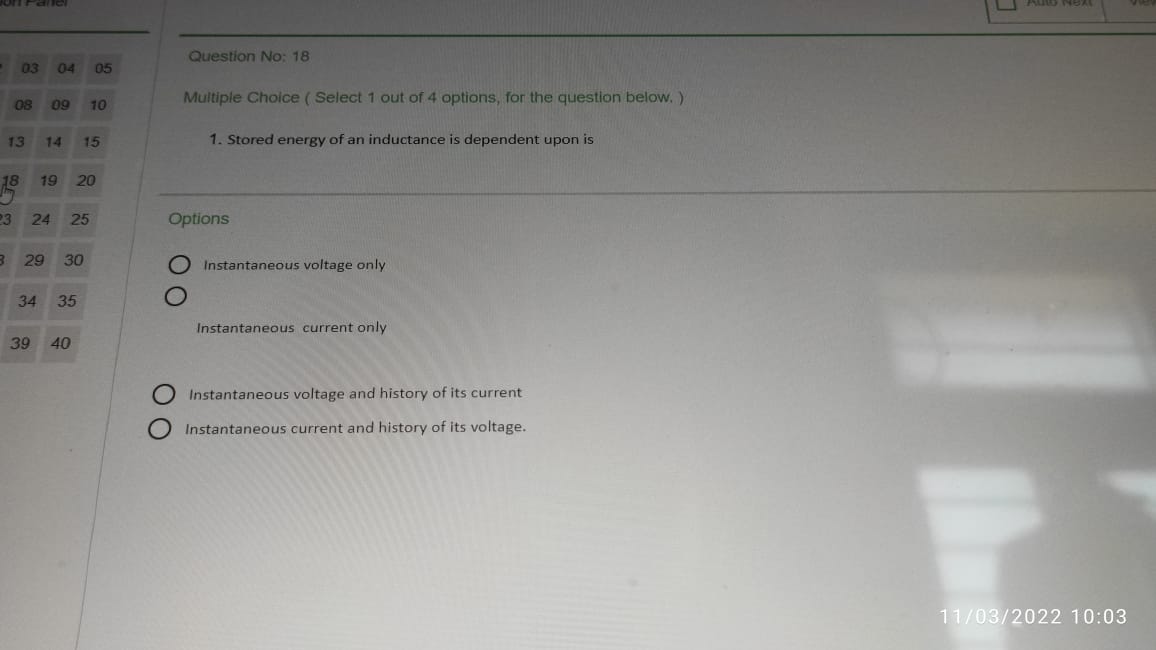 Auto Next
Question No: 18
03 04 05
Multiple Choice ( Select 1 out of 4 options, for the question below. )
08 09 10
1. Stored energy of an inductance is dependent upon is
13 14 15
18 19 20
Options
23 24 25
Instantaneous voltage only
29 30
34 35
Instantaneous current only
39 40
Instantaneous voltage and history of its current
Instantaneous current and history of its voltage.
11/03/2022 10:03